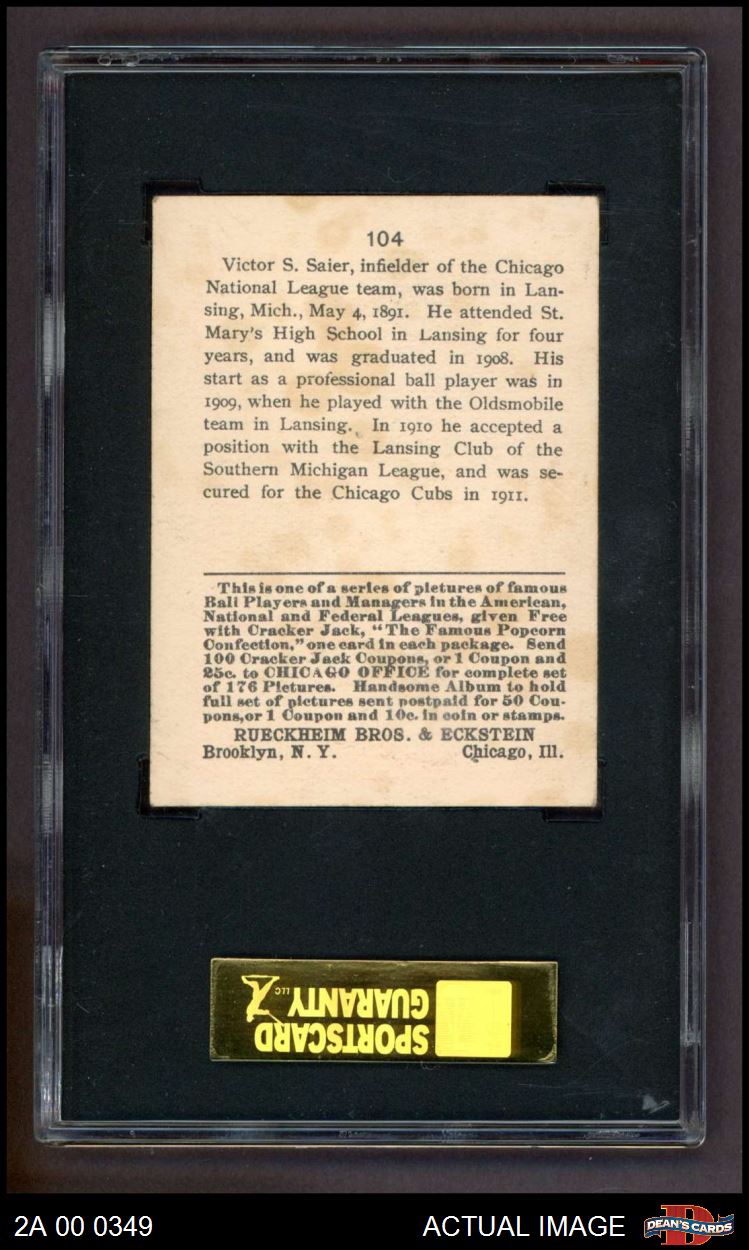 104
Victor S. Saier, infielder of the Chicago
National League team, was born in Lan-
sing, Mich., May 4, 1891. He attended St.
Mary's High School in Lansing for four
years, and was graduated in 1908. His
start as a professional ball player was in
1909, when he played with the Oldsmobile
team in Lansing. In 1910 he accepted a
position with the Lansing Club of the
Southern Michigan League, and was se-
cured for the Chicago Cubs in 1911.
This is one of a series of pictures of famous
Ball Players and Managers in the American,
National and Federal Leagues, given Free
with Cracker Jack, "The Famous Popcorn
Confection," one card in each package. Send
100 Cracker Jack Coupons, or 1 Coupon and
25c. to CHICAGO OFFICE for complete set
of 176 Pictures. Handsome Album to hold
full set of pictures sent postpaid for 50 Cou-
pons, or 1 Coupon and 10c. in coin or stamps.
RUECKHEIM BROS. & ECKSTEIN
Brooklyn, N. Y. Chicago, Ill.
SPORTSCARD
GUARANTY LLC
2A 00 0349 ACTUAL IMAGE DEAN'S CARDS